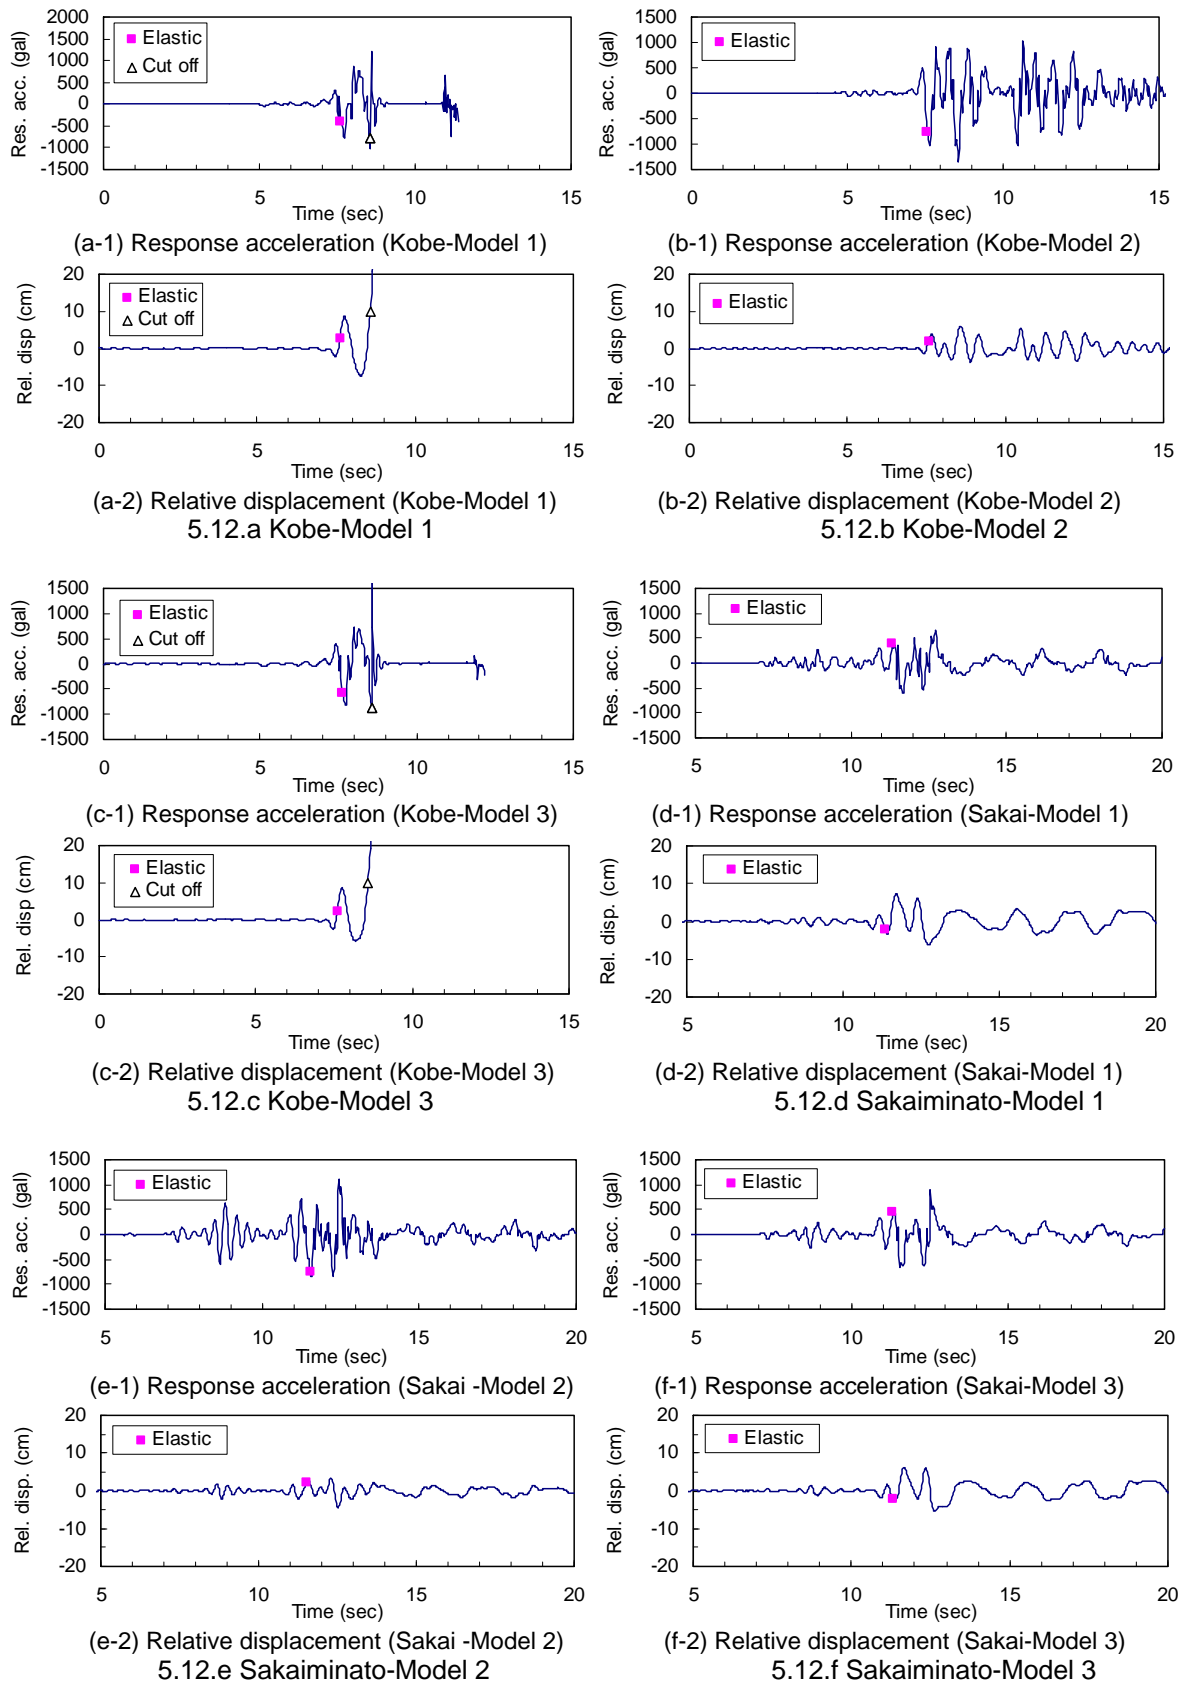 Res. acc. (gal)
2000
1500
1000
500
0
-500
-1000
1500
Elastic
Cut off
0 5 10 15
Time (sec)
(a-1) Response acceleration (Kobe-Model 1)
Res. acc. (gal)
1500
1000
500
0
-500
-1000
-1500
Elastic
0 5 10 15
Time (sec)
(b-1) Response acceleration (Kobe-Model 2)
Rel. disp (cm)
20
10
0
-10
-20
Elastic
Cut off
0 5 10 15
Time (sec)
(a-2) Relative displacement (Kobe-Model 1)
5.12.a Kobe-Model 1
Rel. disp (cm)
20
10
0
-10
-20
Elastic
0 5 10 15
Time (sec)
(b-2) Relative displacement (Kobe-Model 2)
5.12.b Kobe-Model 2
Res. acc. (gal)
1500
1000
500
0
-500
-1000
-1500
Elastic
Cut off
0 5 10 15
Time (sec)
(c-1) Response acceleration (Kobe-Model 3)
Res. acc. (gal)
1500
1000
500
0
-500
-1000
-1500
Elastic
5 10 15 20
Time (sec)
(d-1) Response acceleration (Sakai-Model 1)
Rel. disp (cm)
20
10
0
-10
-20
Elastic
Cut off
0 5 10 15
Time (sec)
(c-2) Relative displacement (Kobe-Model 3)
5.12.c Kobe-Model 3
Rel. disp. (cm)
20
10
0
-10
-20
Elastic
5 10 15 20
Time (sec)
(d-2) Relative displacement (Sakai-Model 1)
5.12.d Sakaiminato-Model 1
Res. acc. (gal)
1500
1000
500
0
-500
-1000
-1500
Elastic
5 10 15 20
Time (sec)
(e-1) Response acceleration (Sakai -Model 2)
Res. acc. (gal)
1500
1000
500
0
-500
-1000
-1500
Elastic
5 10 15 20
Time (sec)
(f-1) Response acceleration (Sakai-Model 3)
Rel. disp. (cm)
20
10
0
-10
-20
Elastic
5 10 15 20
Time (sec)
(e-2) Relative displacement (Sakai -Model 2)
5.12.e Sakaiminato-Model 2
Rel. disp. (cm)
20
10
0
-10
-20
Elastic
5 10 15 20
Time (sec)
(f-2) Relative displacement (Sakai-Model 3)
5.12.f Sakaiminato-Model 3